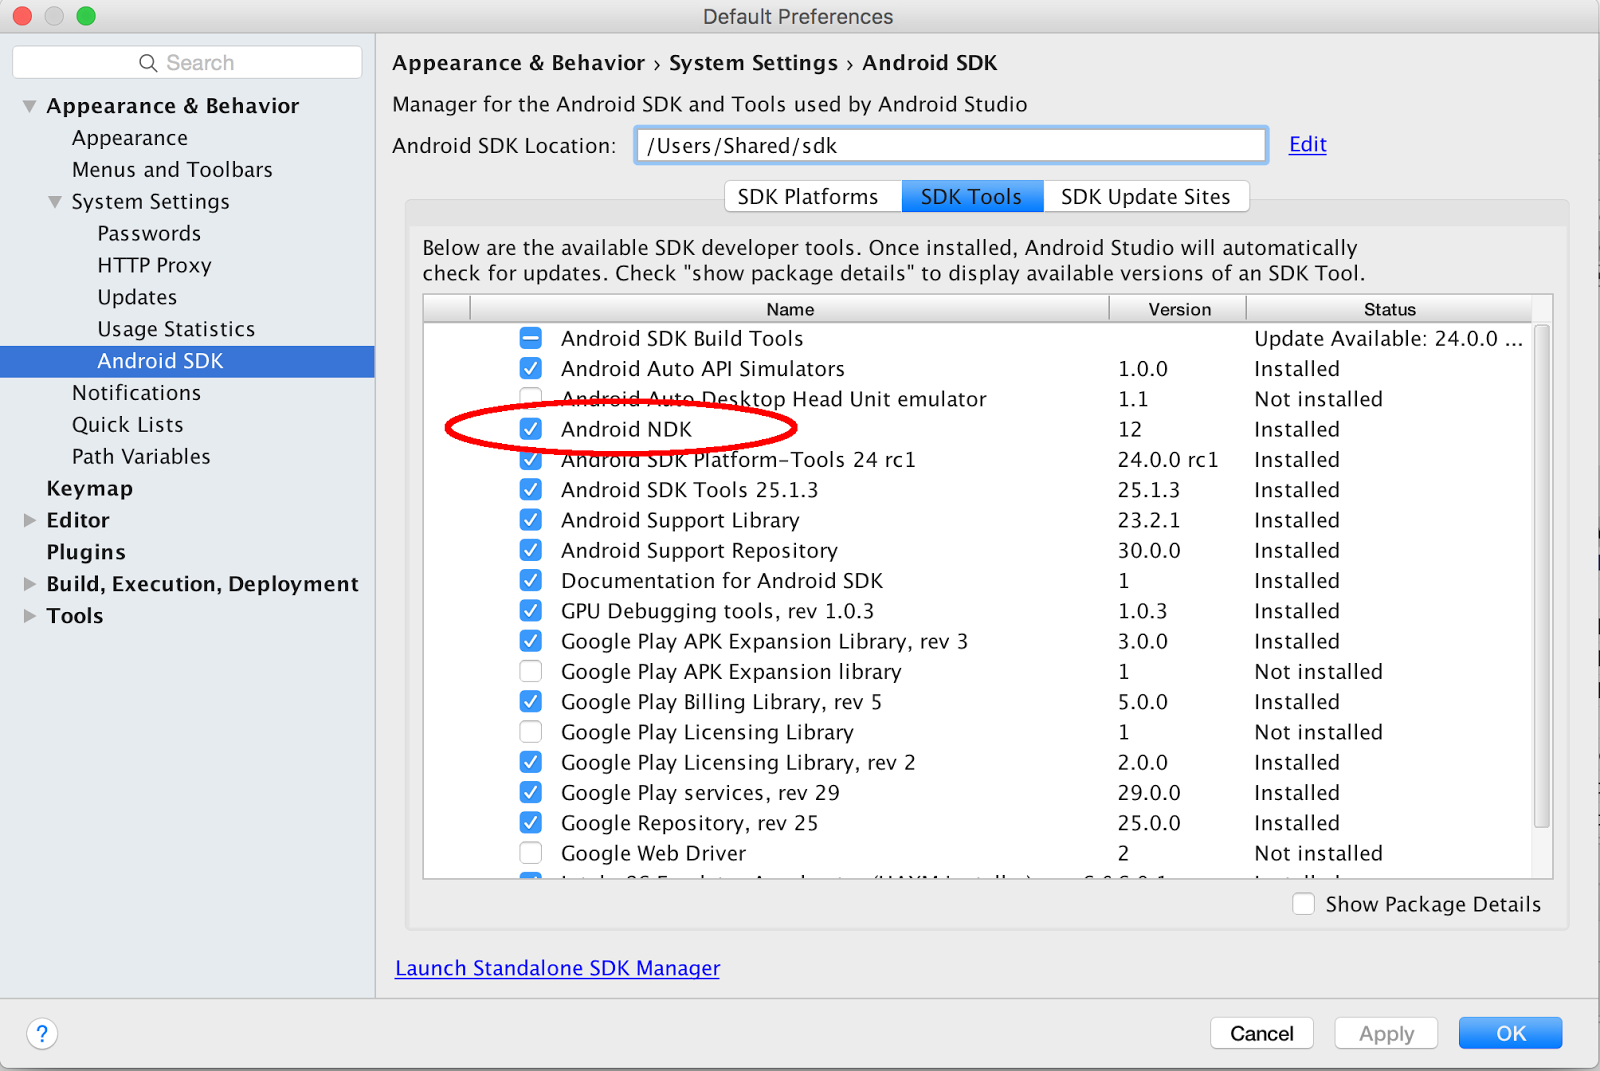 Default Preferences
Search
Appearance & Behavior
Appearance
Menus and Toolbars
System Settings
Passwords
HTTP Proxy
Updates
Usage Statistics
Android SDK
Notifications
Quick Lists
Path Variables
Keymap
Editor
Plugins
Build, Execution, Deployment
Tools
Appearance & Behavior › System Settings › Android SDK
Manager for the Android SDK and Tools used by Android Studio
Android SDK Location: /Users/Shared/sdk Edit
SDK Platforms SDK Tools SDK Update Sites
Below are the available SDK developer tools. Once installed, Android Studio will automatically
check for updates. Check "show package details" to display available versions of an SDK Tool.
Name Version Status
Android SDK Build Tools Update Available: 24.0.0 ...
Android Auto API Simulators 1.0.0 Installed
Android Auto Desktop Head Unit emulator 1.1 Not installed
Android NDK 12 Installed
Android SDK Platform-Tools 24 rc1 24.0.0 rc1 Installed
Android SDK Tools 25.1.3 25.1.3 Installed
Android Support Library 23.2.1 Installed
Android Support Repository 30.0.0 Installed
Documentation for Android SDK 1 Installed
GPU Debugging tools, rev 1.0.3 1.0.3 Installed
Google Play APK Expansion Library, rev 3 3.0.0 Installed
Google Play APK Expansion library 1 Not installed
Google Play Billing Library, rev 5 5.0.0 Installed
Google Play Licensing Library 1 Not installed
Google Play Licensing Library, rev 2 2.0.0 Installed
Google Play services, rev 29 29.0.0 Installed
Google Repository, rev 25 25.0.0 Installed
Google Web Driver 2 Not installed
Show Package Details
Launch Standalone SDK Manager
? Cancel Apply OK